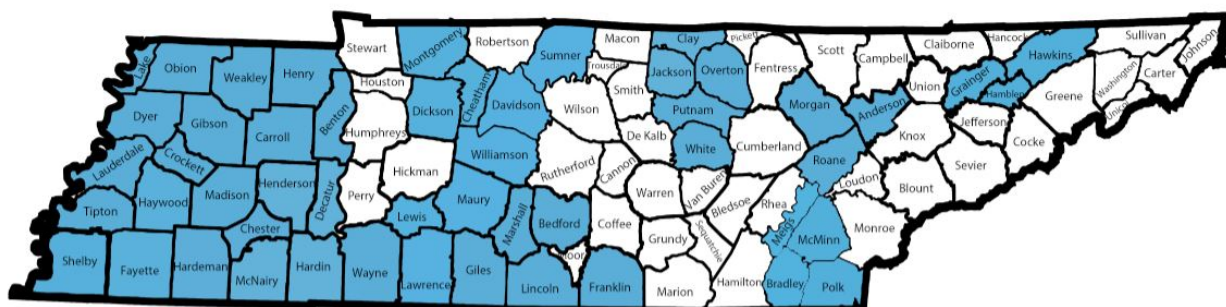 Lake
Obion
Weakley
Henry
Stewart
Montgomery
Robertson
Sumner
Macon
Trousdale
Clay
Picken
Fentress
Scott
Campbell
Claiborne
Hancock
Hawkins
Sullivan
Johnson
Dyer
Gibson
Carroll
Benton
Houston
Humphreys
Dickson
Cheatham
Davidson
Wilson
Smith
Jackson
Overton
Putnam
Morgan
Anderson
Union
Grainger
Hamblen
Greene
Washington
Carter
Unicoi
Lauderdale
Crockett
Madison
Henderson
Decatur
Perry
Hickman
Williamson
Rutherford
Cannon
De Kalb
White
Cumberland
Roane
Knox
Jefferson
Cocke
Sevier
Blount
Loudon
Tipton
Haywood
Chester
Lewis
Maury
Marshall
Bedford
Coffee
Warren
Van Buren
Bledsoe
Rhea
Meigs
McMinn
Monroe
Shelby
Fayette
Hardeman
McNairy
Hardin
Wayne
Lawrence
Giles
Lincoln
Moor
Franklin
Grundy
Sequatchie
Marion
Hamilton
Bradley
Polk